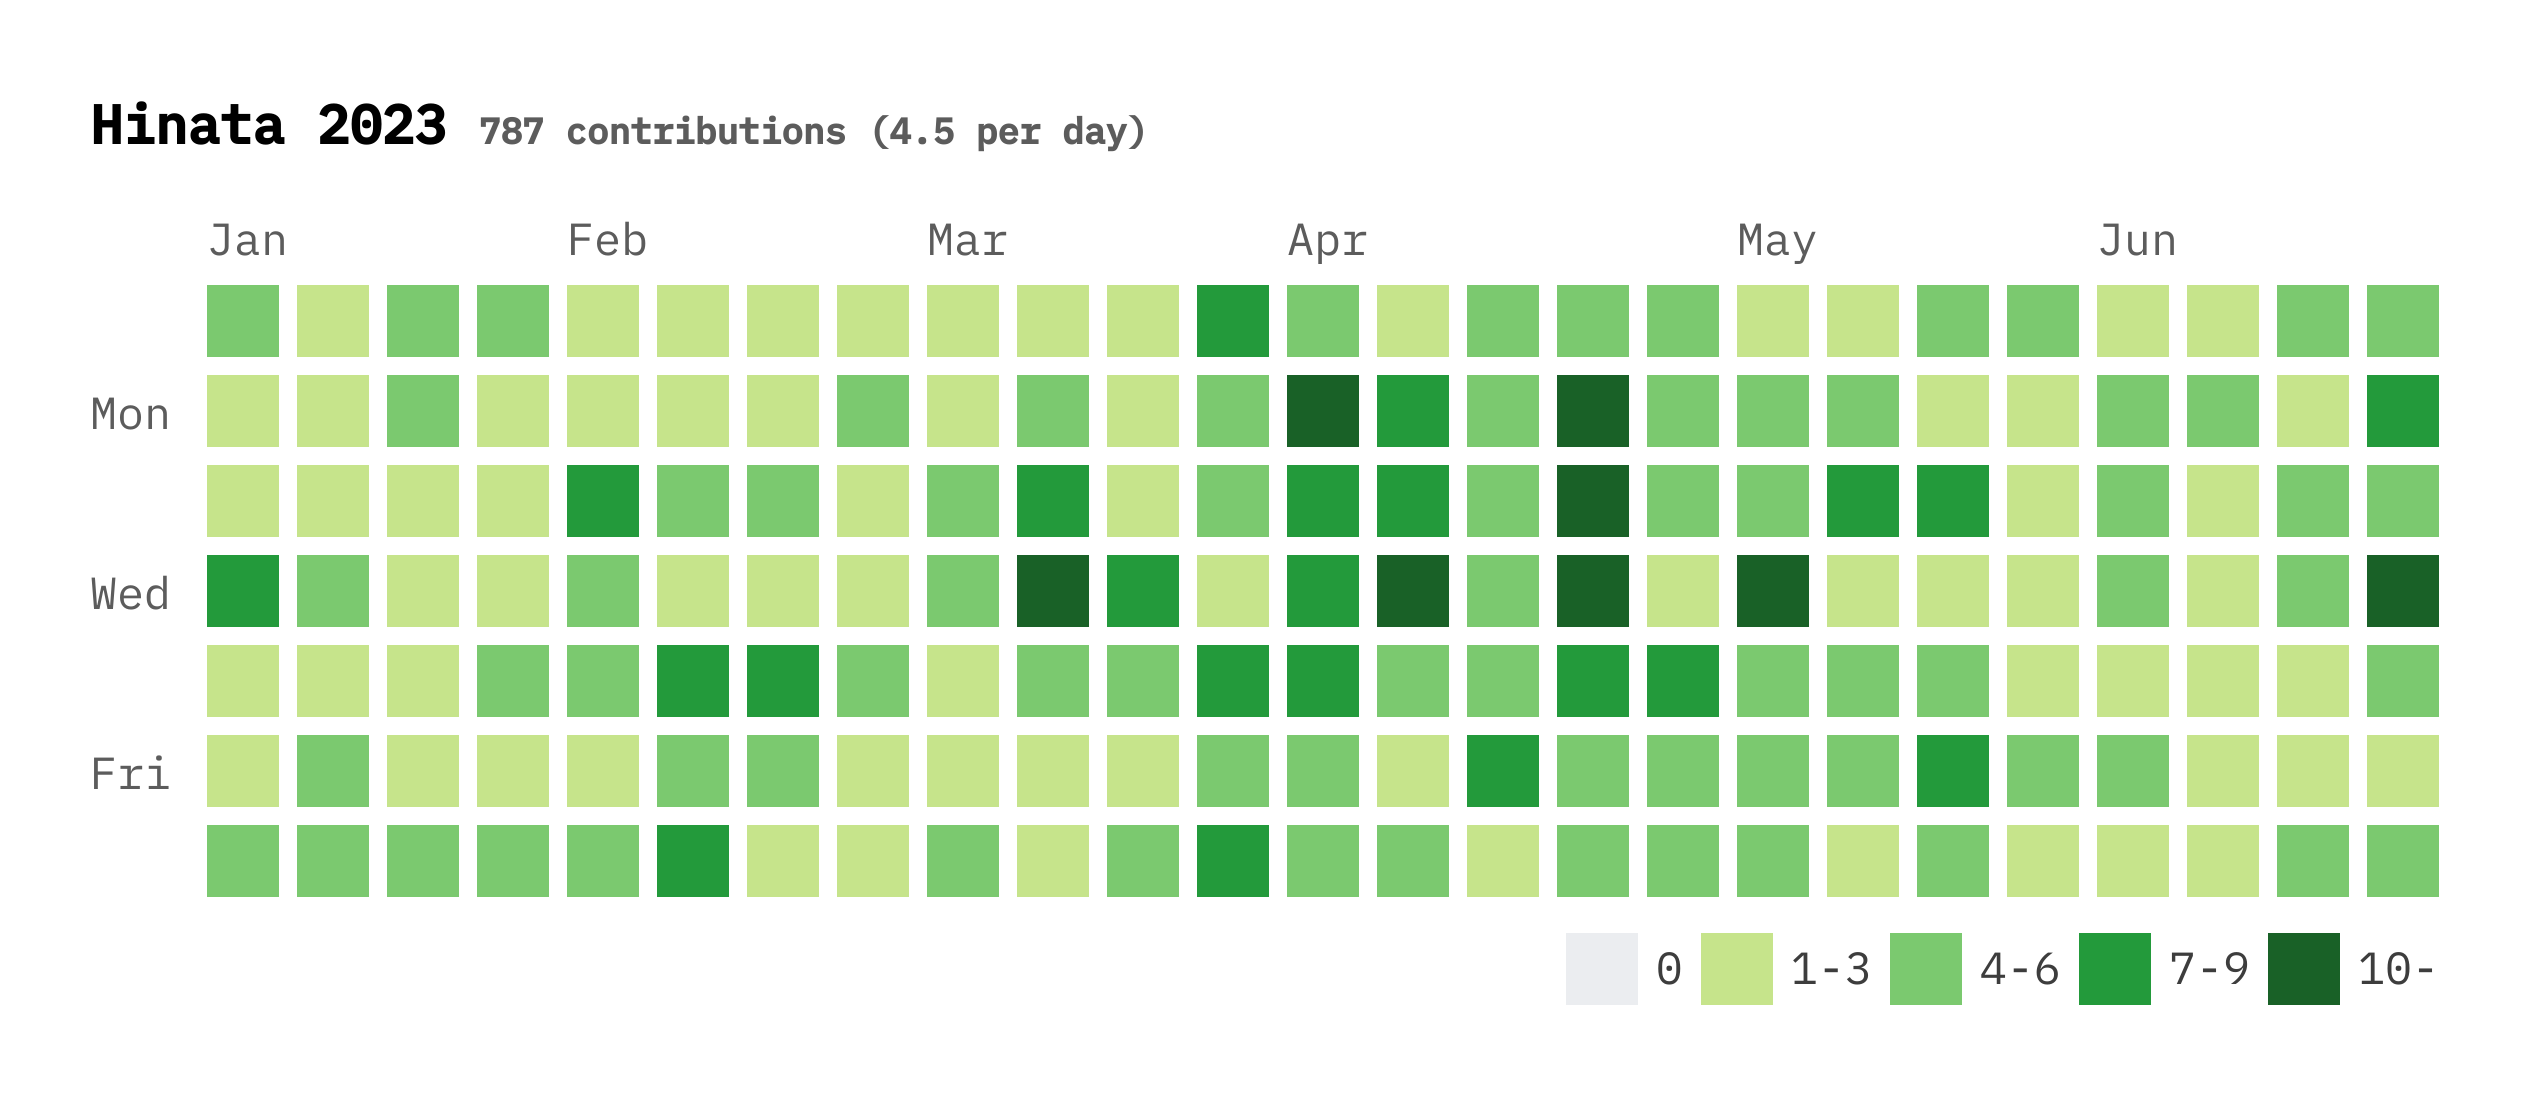 Hinata 2023 787 contributions (4.5 per day)
Jan Feb Mar Apr May Jun
Mon
Wed
Fri
0 1-3 4-6 7-9 10-